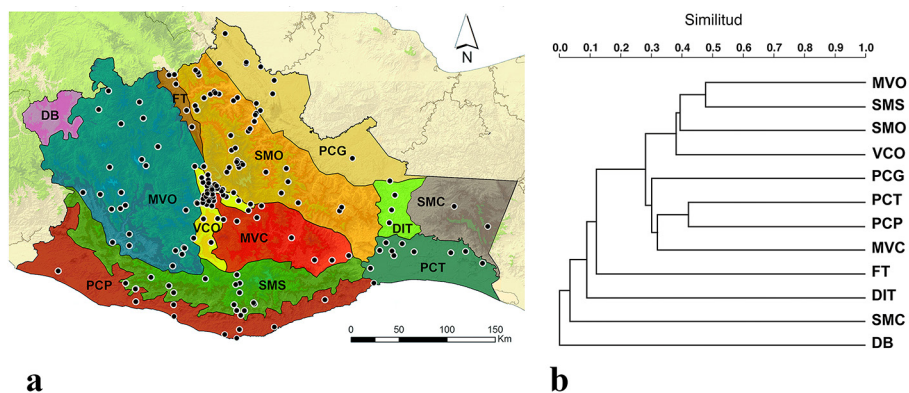 N
DB
FT
SMO
PCG
MVO
SMC
VCO
MVC
DIT
PCT
PCP
SMS
0 25 50 100 150
Km
a
Similitud
0.0 0.1 0.2 0.3 0.4 0.5 0.6 0.7 0.8 0.9 1.0
MVO
SMS
SMO
VCO
PCG
PCT
PCP
MVC
FT
DIT
SMC
DB
b